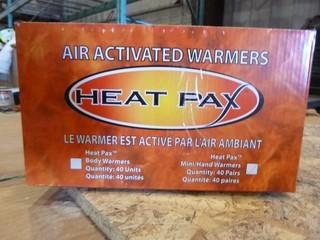 AIR ACTIVATED WARMERS
HEAT PAX
LE WARMER EST ACTIVE PAR L'AIR AMBIANT
Heat Pax™
Body Warmers
Quantity: 40 Units
Quantité: 40 unités
Heat Pax™
Mini/Hand Warmers
Quantity: 40 Pairs
Quantité: 40 paires